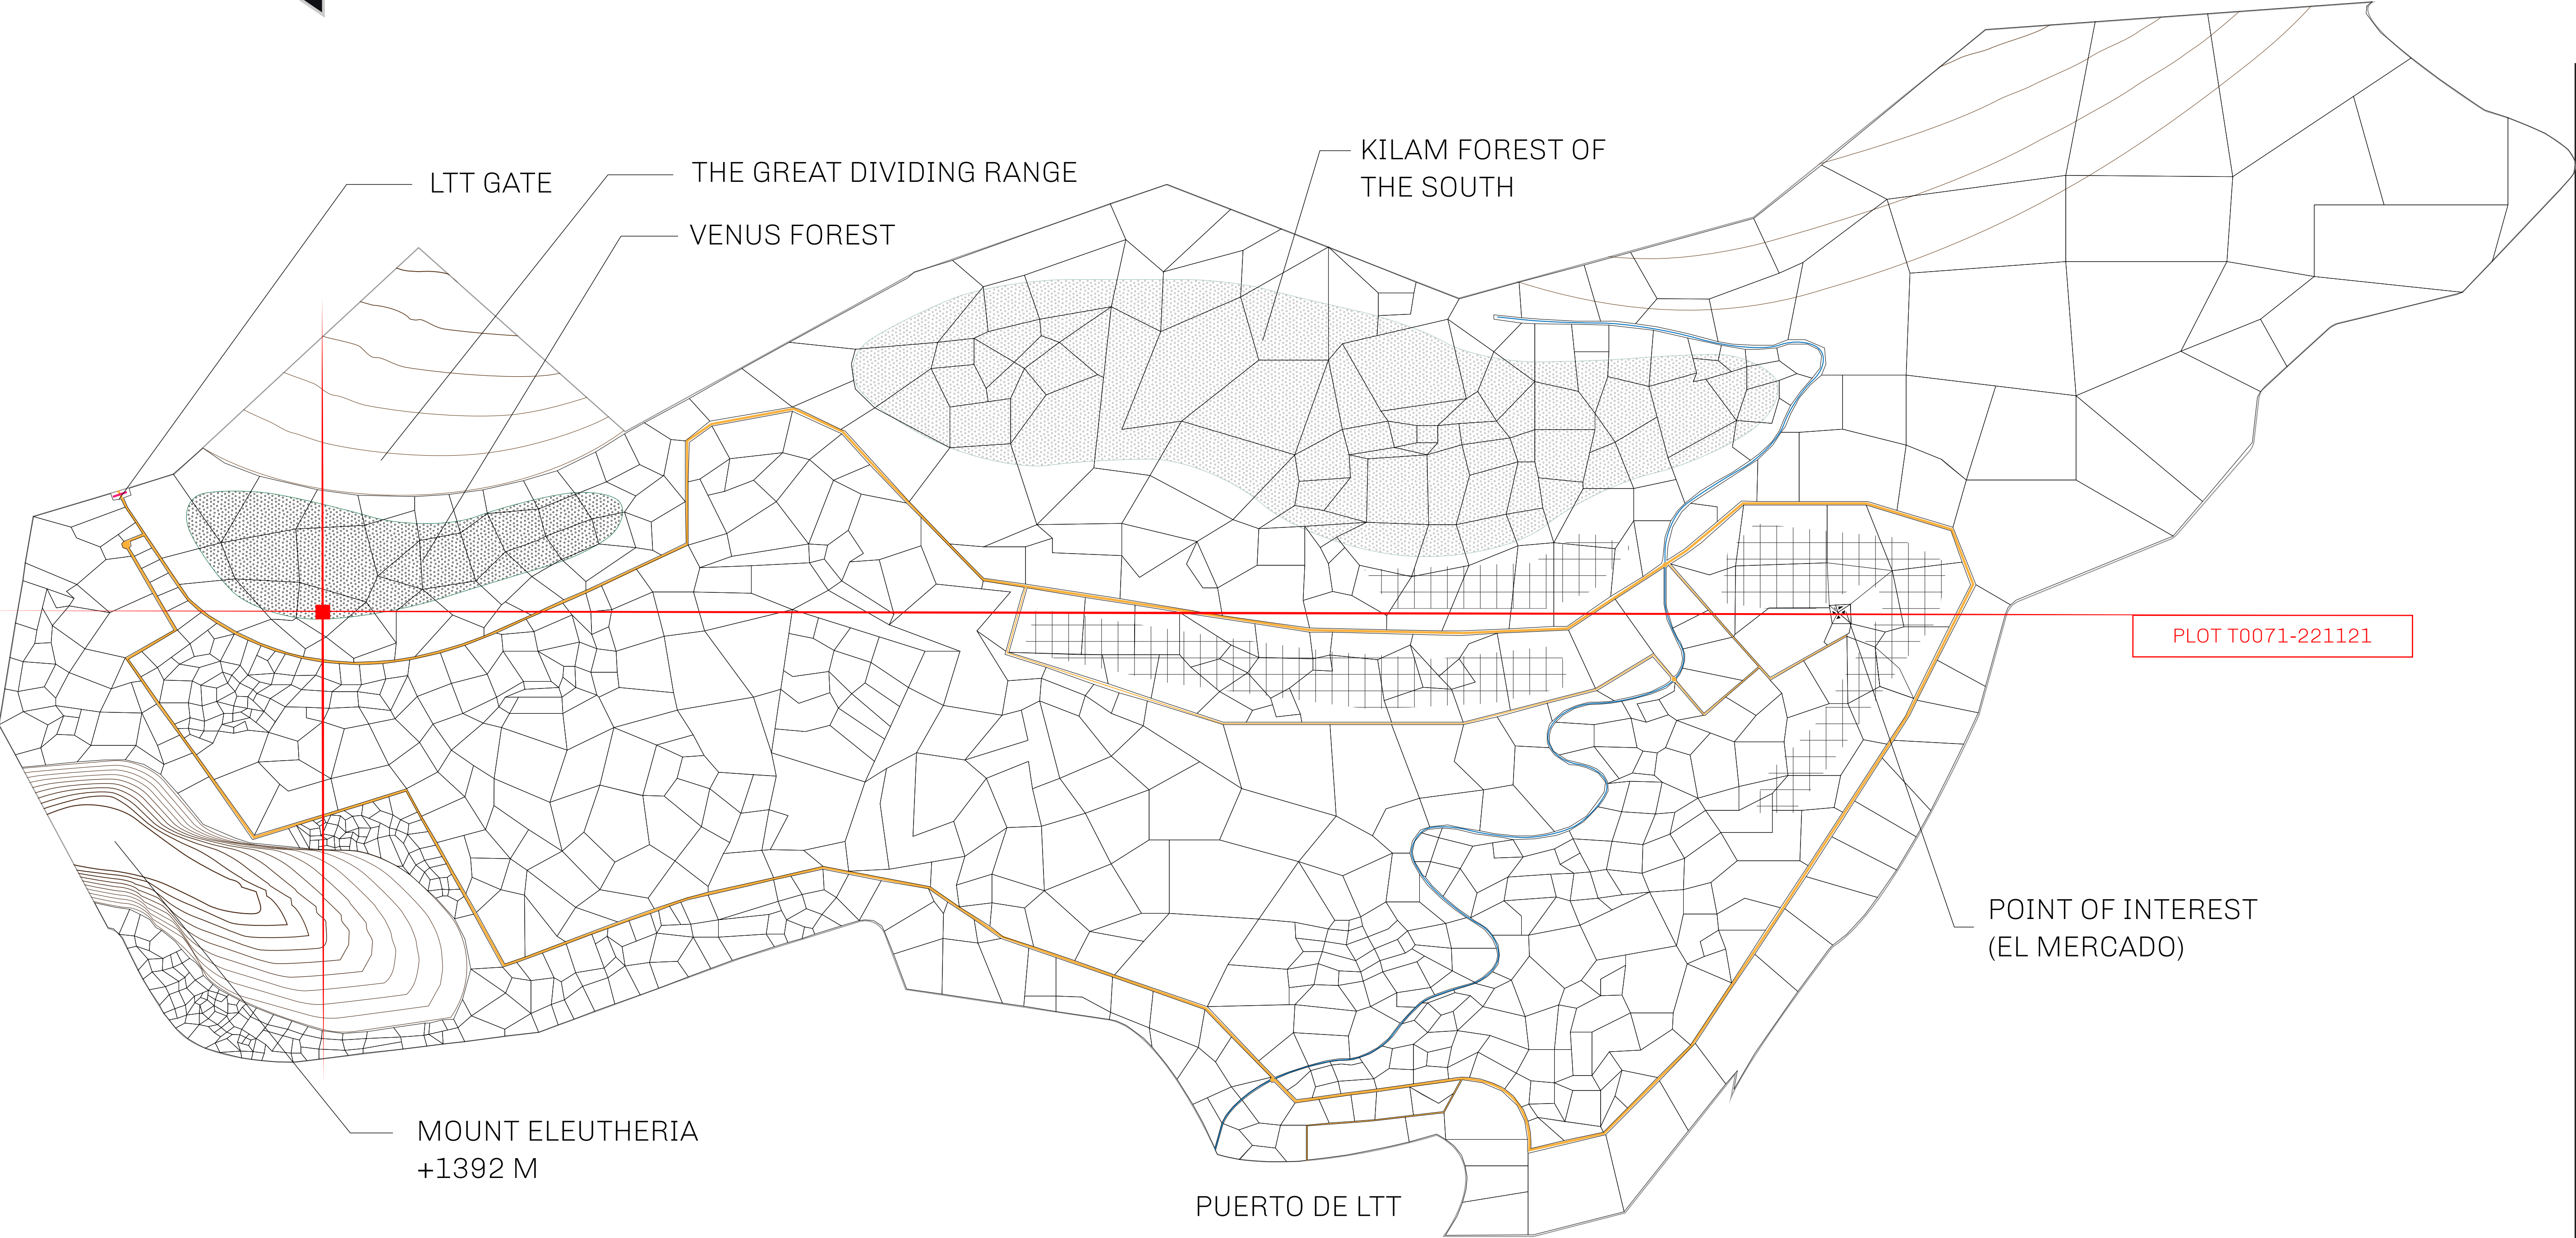 LTT GATE
THE GREAT DIVIDING RANGE
VENUS FOREST
KILAM FOREST OF
THE SOUTH
PLOT T0071-221121
POINT OF INTEREST
(EL MERCADO)
MOUNT ELEUTHERIA
+1392 M
PUERTO DE LTT